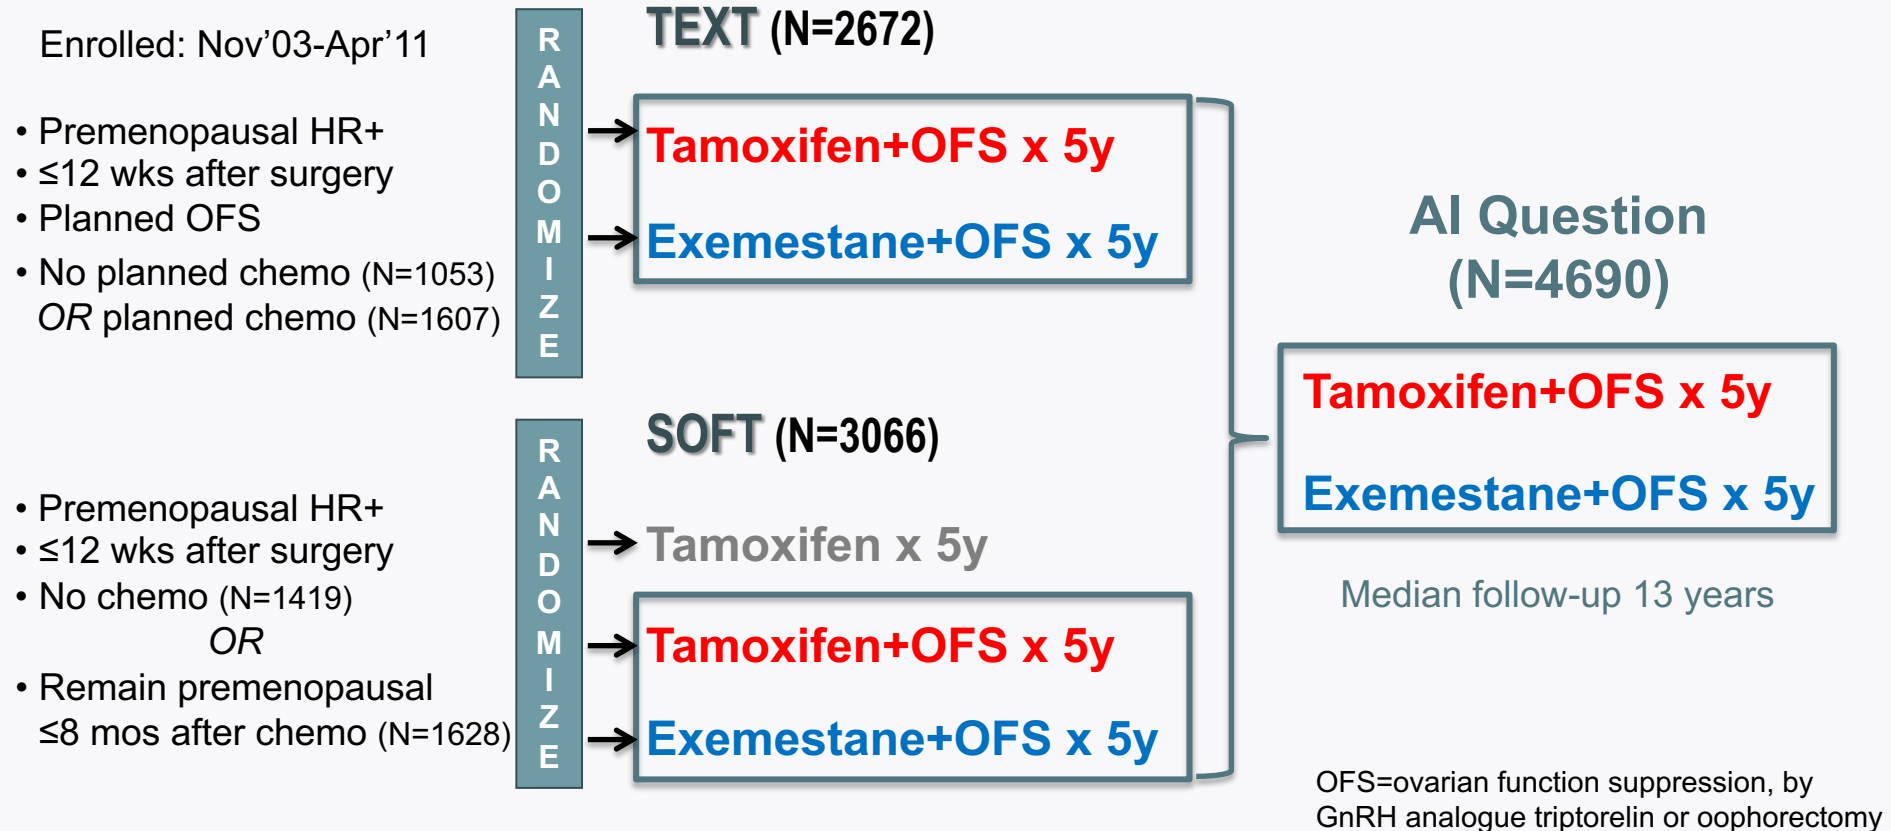 Enrolled: Nov’03-Apr’11
• Premenopausal HR+
• ≤12 wks after surgery
• Planned OFS
• No planned chemo (N=1053)
OR planned chemo (N=1607)
RANDOMIZE
TEXT (N=2672)
Tamoxifen+OFS x 5y
Exemestane+OFS x 5y
• Premenopausal HR+
• ≤12 wks after surgery
• No chemo (N=1419)
OR
• Remain premenopausal
≤8 mos after chemo (N=1628)
RANDOMIZE
SOFT (N=3066)
Tamoxifen x 5y
Tamoxifen+OFS x 5y
Exemestane+OFS x 5y
AI Question
(N=4690)
Tamoxifen+OFS x 5y
Exemestane+OFS x 5y
Median follow-up 13 years
OFS=ovarian function suppression, by
GnRH analogue triptorelin or oophorectomy